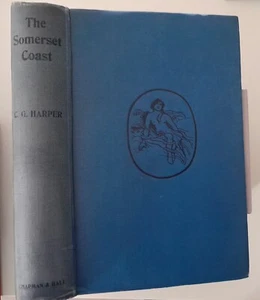 The
Somerset
Coast
C. G. HARPER
CHAPMAN & HALL